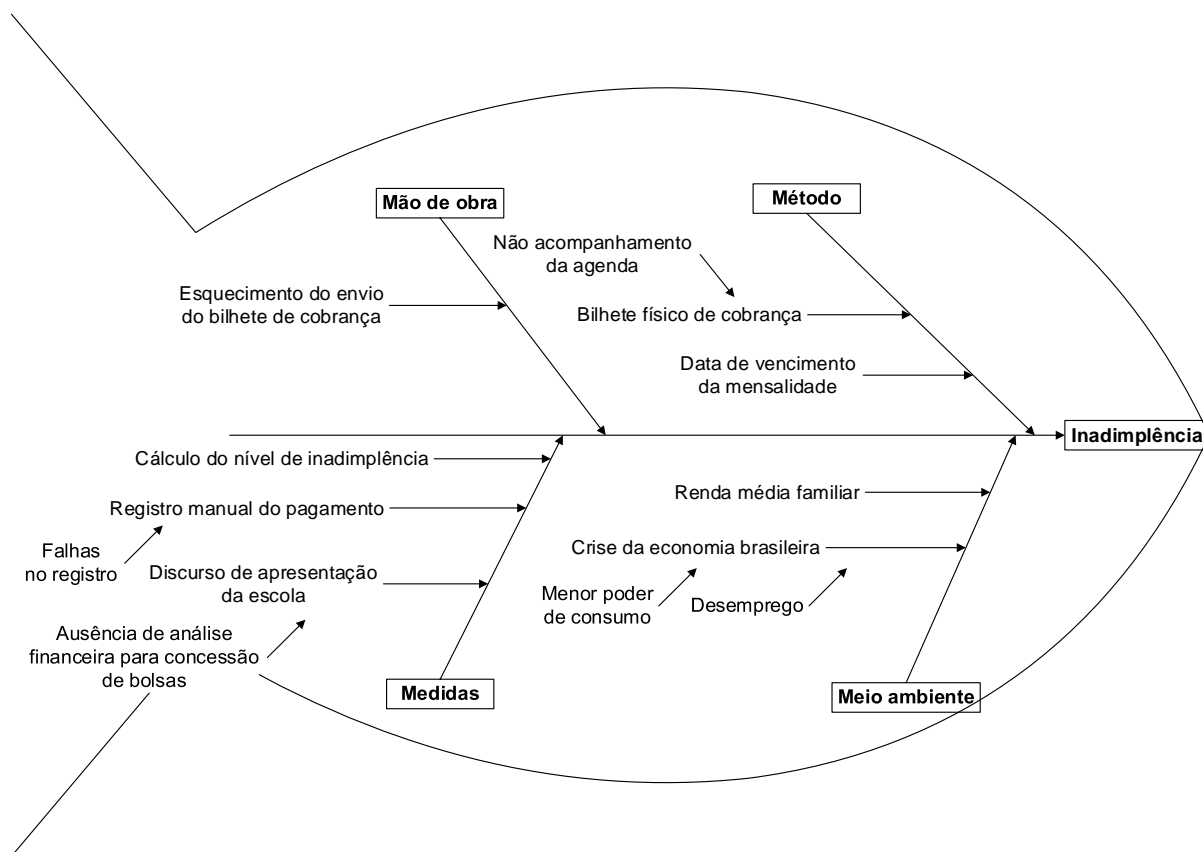 Mão de obra
Método
Não acompanhamento
da agenda
Esquecimento do envio
do bilhete de cobrança
Bilhete físico de cobrança
Data de vencimento
da mensalidade
Inadimplência
Cálculo do nível de inadimplência
Registro manual do pagamento
Falhas
no registro
Discurso de apresentação
da escola
Ausência de análise
financeira para concessão
de bolsas
Medidas
Renda média familiar
Crise da economia brasileira
Menor poder
de consumo
Desemprego
Meio ambiente